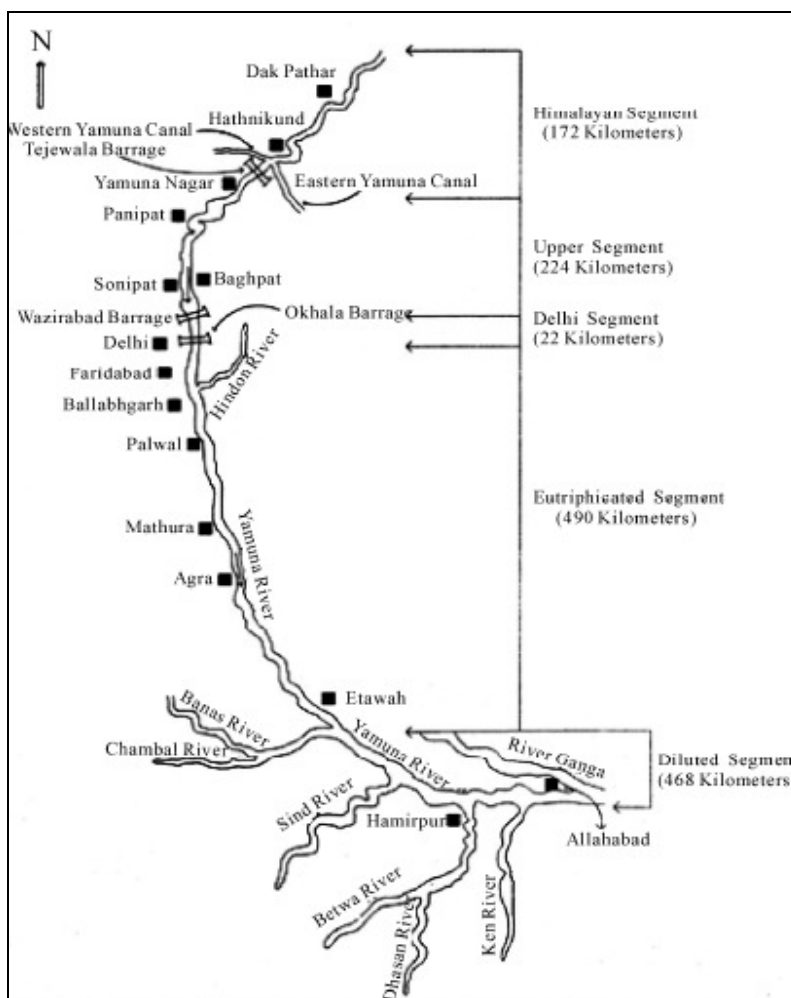 N
Dak Pathar
Himalayan Segment
(172 Kilometers)
Hathnikund
Western Yamuna Canal
Tejewala Barrage
Yamuna Nagar
Eastern Yamuna Canal
Panipat
Upper Segment
(224 Kilometers)
Sonipat
Baghpat
Wazirabad Barrage
Okhala Barrage
Delhi Segment
(22 Kilometers)
Delhi
Hindon River
Faridabad
Ballabhgarh
Palwal
Eutriphicated Segment
(490 Kilometers)
Mathura
Yamuna River
Agra
Etawah
Banas River
Chambal River
Yamuna River
River Ganga
Diluted Segment
(468 Kilometers)
Sind River
Hamirpur
Allahabad
Betwa River
Dhasan River
Ken River